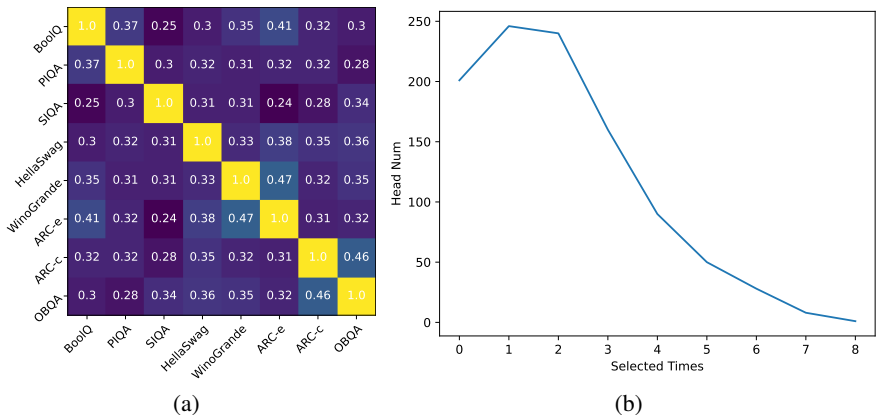 BoolQ 1.0 0.37 0.25 0.3 0.35 0.41 0.32 0.3
PIQA 0.37 1.0 0.3 0.32 0.31 0.32 0.32 0.28
SIQA 0.25 0.3 1.0 0.31 0.31 0.24 0.28 0.34
HellaSwag 0.3 0.32 0.31 1.0 0.33 0.38 0.35 0.36
WinoGrande 0.35 0.31 0.31 0.33 1.0 0.47 0.32 0.35
ARC-e 0.41 0.32 0.24 0.38 0.47 1.0 0.31 0.32
ARC-c 0.32 0.32 0.28 0.35 0.32 0.31 1.0 0.46
OBQA 0.3 0.28 0.34 0.36 0.35 0.32 0.46 1.0
BoolQ PIQA SIQA HellaSwag WinoGrande ARC-e ARC-c OBQA
(a)
Head Num
250
200
150
100
50
0
0 1 2 3 4 5 6 7 8
Selected Times
(b)